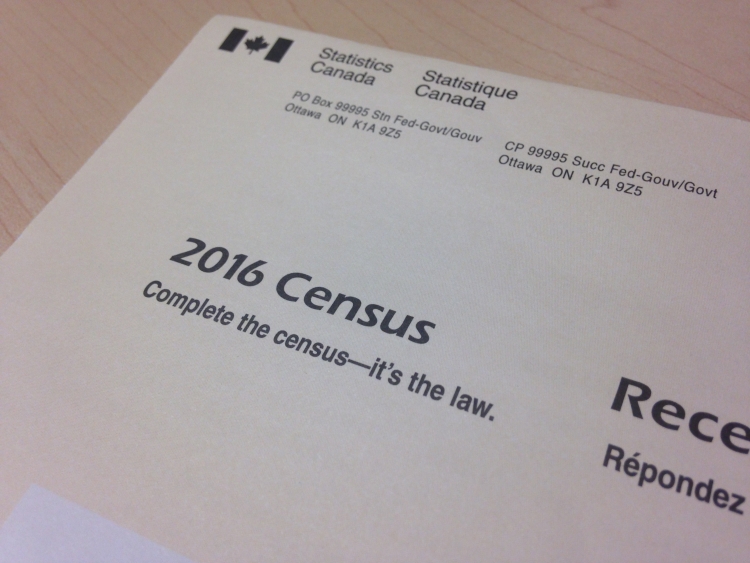 Statistics
Canada
Statistique
Canada
PO Box 99995 Stn Fed-Govt/Gouv
Ottawa ON K1A 9Z5
CP 99995 Succ Fed-Gouv/Govt
Ottawa ON K1A 9Z5
2016 Census
Complete the census—it's the law.
Rece
Répondez